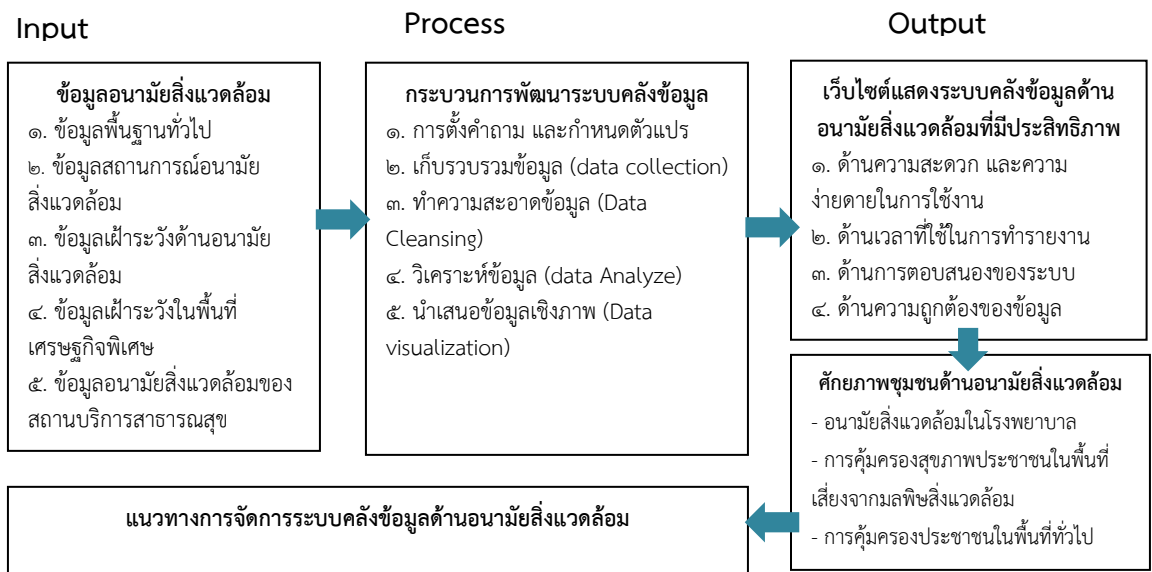 Input
Process
Output
ข้อมูลอนามัยสิ่งแวดล้อม
๑. ข้อมูลพื้นฐานทั่วไป
๒. ข้อมูลสถานการณ์อนามัย
สิ่งแวดล้อม
๓. ข้อมูลเฝ้าระวังด้านอนามัย
สิ่งแวดล้อม
๔. ข้อมูลเฝ้าระวังในพื้นที่
เศรษฐกิจพิเศษ
๕. ข้อมูลอนามัยสิ่งแวดล้อมของ
สถานบริการสาธารณสุข
กระบวนการพัฒนาระบบคลังข้อมูล
๑. การตั้งคำถาม และกำหนดตัวแปร
๒. เก็บรวบรวมข้อมูล (data collection)
๓. ทำความสะอาดข้อมูล (Data
Cleansing)
๔. วิเคราะห์ข้อมูล (data Analyze)
๕. นำเสนอข้อมูลเชิงภาพ (Data
visualization)
เว็บไซต์แสดงระบบคลังข้อมูลด้าน
อนามัยสิ่งแวดล้อมที่มีประสิทธิภาพ
๑. ด้านความสะดวก และความ
ง่ายดายในการใช้งาน
๒. ด้านเวลาที่ใช้ในการทำรายงาน
๓. ด้านการตอบสนองของระบบ
๔. ด้านความถูกต้องของข้อมูล
ศักยภาพชุมชนด้านอนามัยสิ่งแวดล้อม
- อนามัยสิ่งแวดล้อมในโรงพยาบาล
- การคุ้มครองสุขภาพประชาชนในพื้นที่
เสี่ยงจากมลพิษสิ่งแวดล้อม
- การคุ้มครองประชาชนในพื้นที่ทั่วไป
แนวทางการจัดการระบบคลังข้อมูลด้านอนามัยสิ่งแวดล้อม